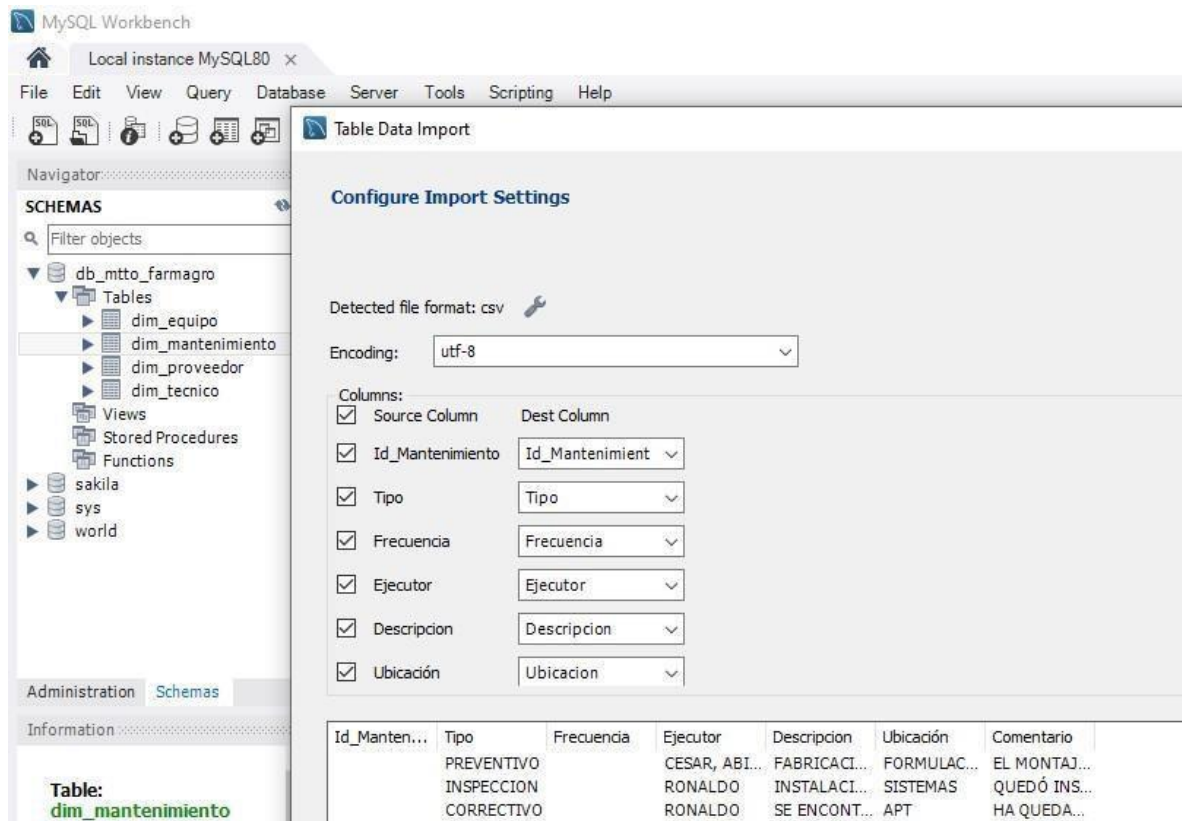 MySQL Workbench
Local instance MySQL80 ×
File Edit View Query Database Server Tools Scripting Help
SQL SQL
Table Data Import
Navigator
SCHEMAS
Filter objects
db_mtto_farmagro
Tables
dim_equipo
dim_mantenimiento
dim_proveedor
dim_tecnico
Views
Stored Procedures
Functions
sakila
sys
world
Administration Schemas
Information
Table:
dim_mantenimiento
Configure Import Settings
Detected file format: csv
Encoding: utf-8
Columns:
Source Column Dest Column
Id_Mantenimiento Id_Mantenimient
Tipo Tipo
Frecuencia Frecuencia
Ejecutor Ejecutor
Descripcion Descripcion
Ubicación Ubicacion
Id_Manten... Tipo Frecuencia Ejecutor Descripcion Ubicación Comentario
PREVENTIVO CESAR, ABI... FABRICACI... FORMULAC... EL MONTAJ...
INSPECCION RONALDO INSTALACI... SISTEMAS QUEDÓ INS...
CORRECTIVO RONALDO SE ENCONT... APT HA QUEDA...